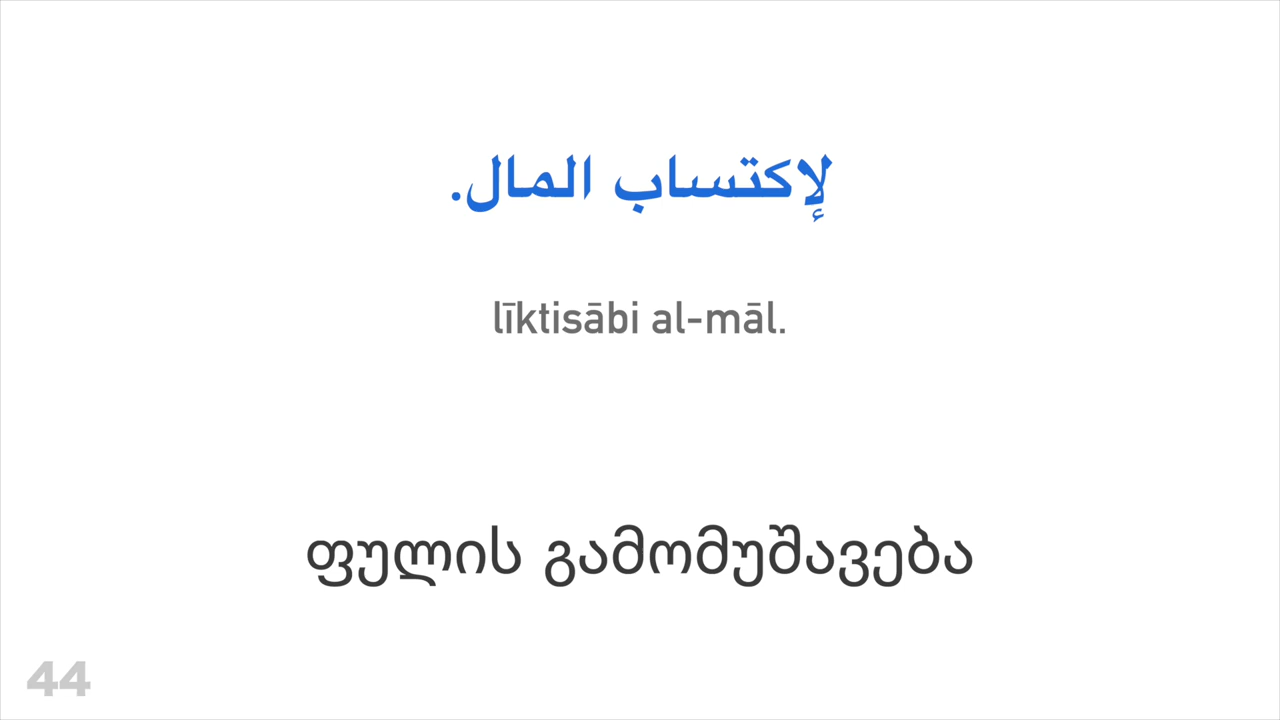 لإكتساب المال.
līktisābi al-māl.
ფულის გამომუშავება
44